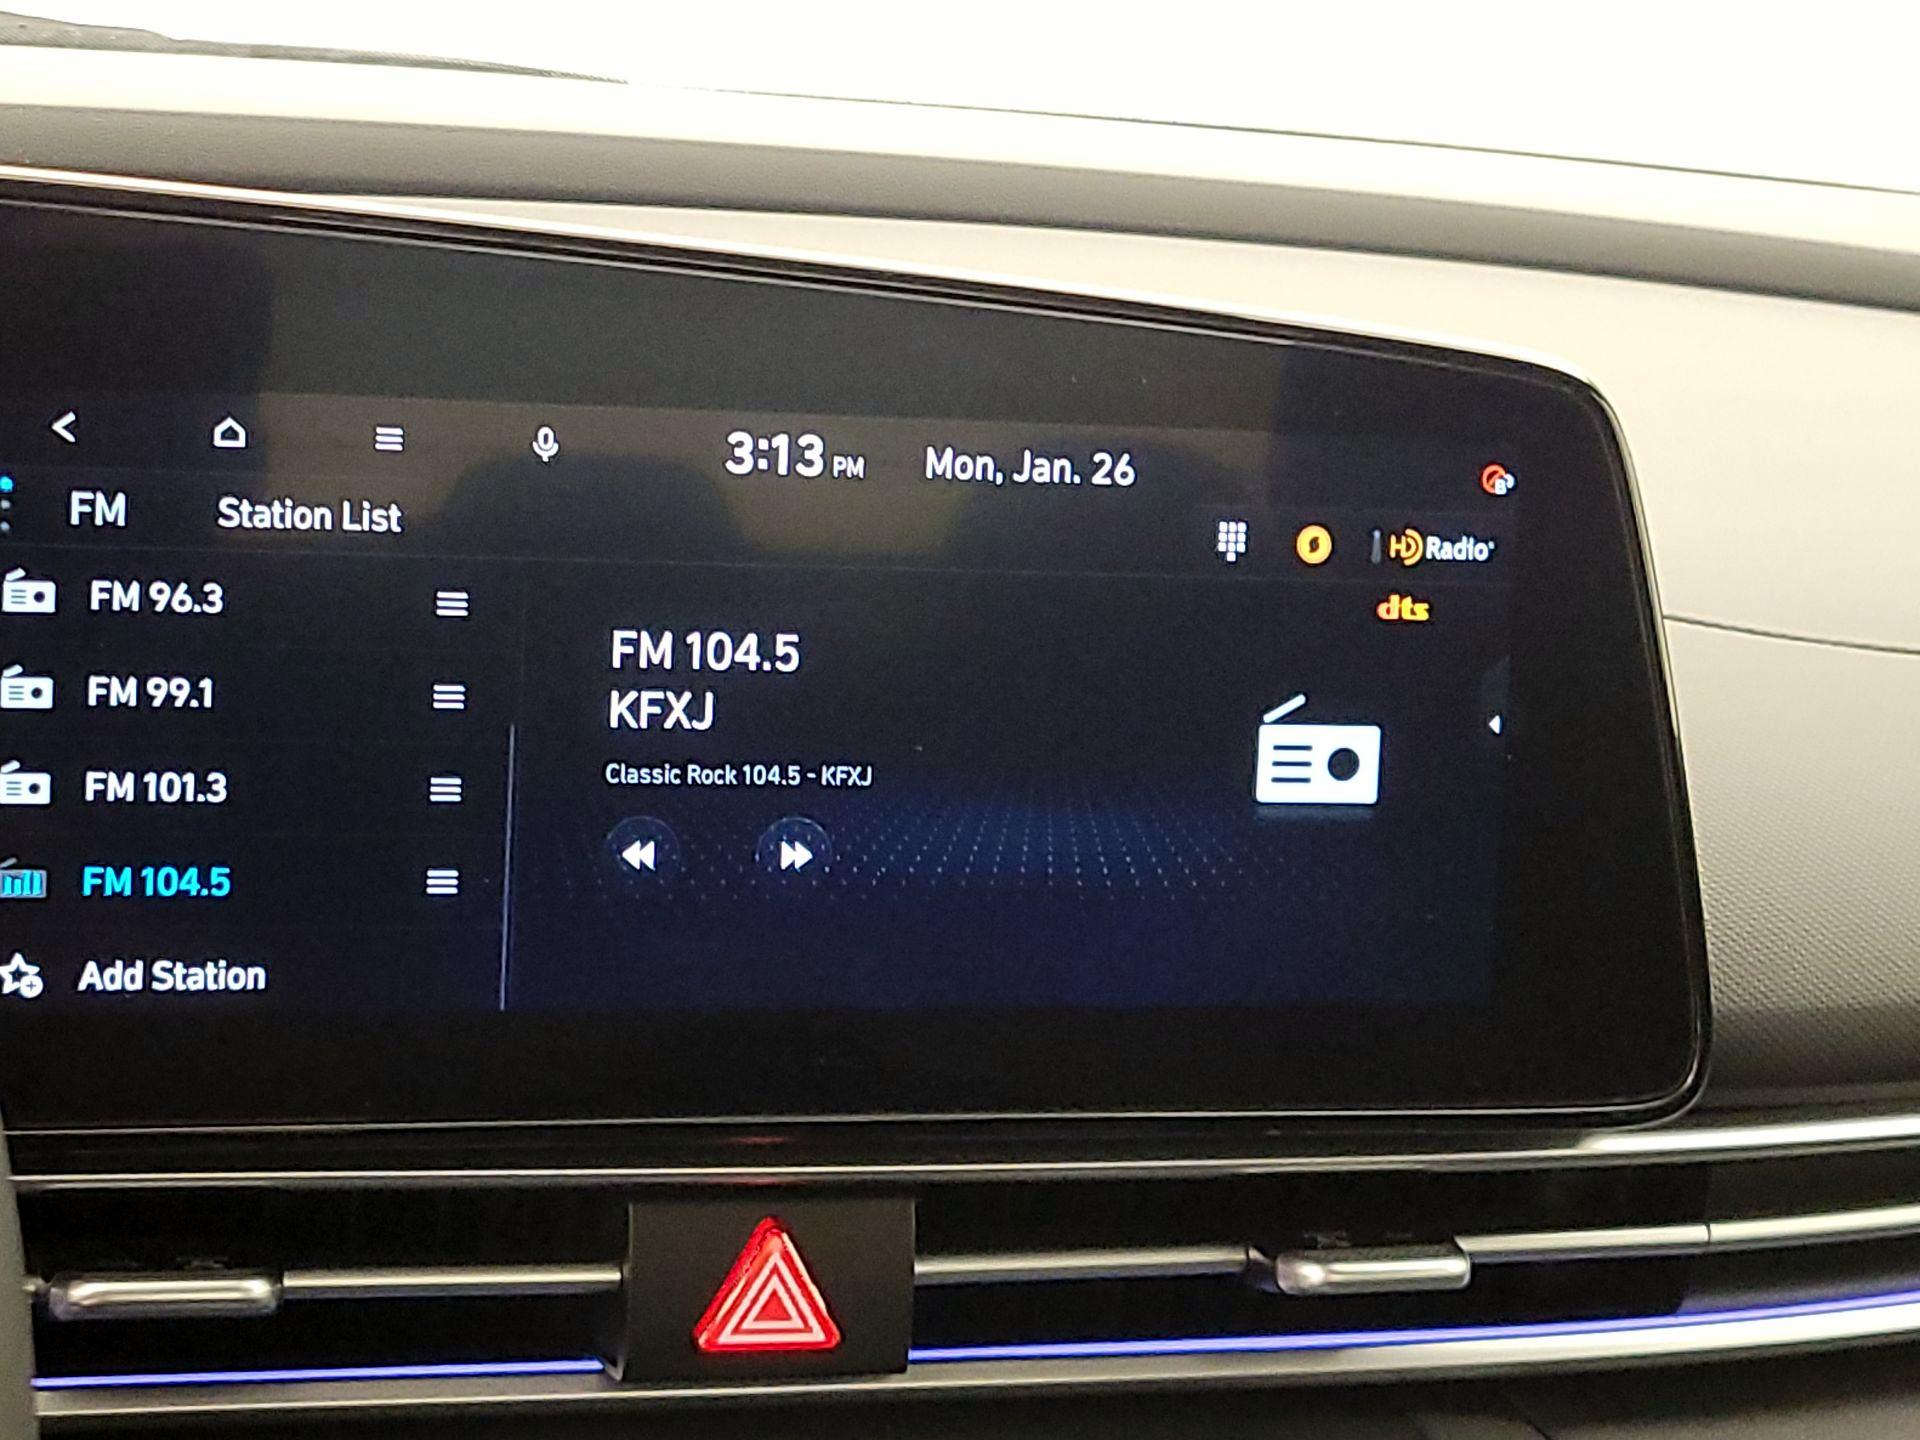 3:13 PM
Mon, Jan. 26
FM
Station List
HD Radio
dts
FM 96.3
FM 99.1
FM 101.3
FM 104.5
Add Station
FM 104.5
KFXJ
Classic Rock 104.5 - KFXJ